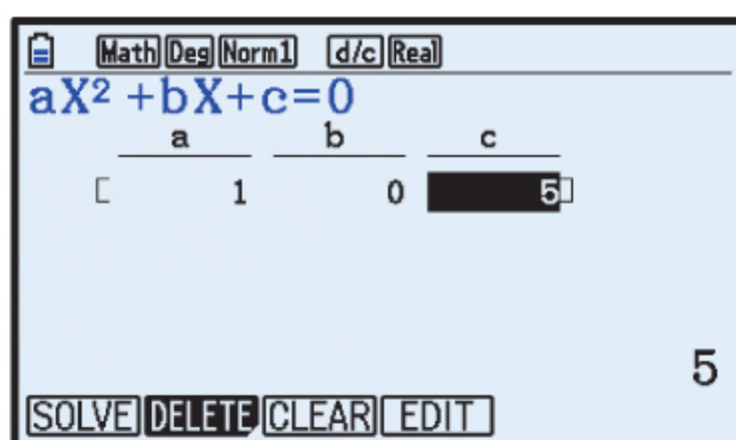 Math Deg Norm1 d/c Real
aX² +bX+c=0
a b c
[ 1 0 5 ]
5
SOLVE DELETE CLEAR EDIT